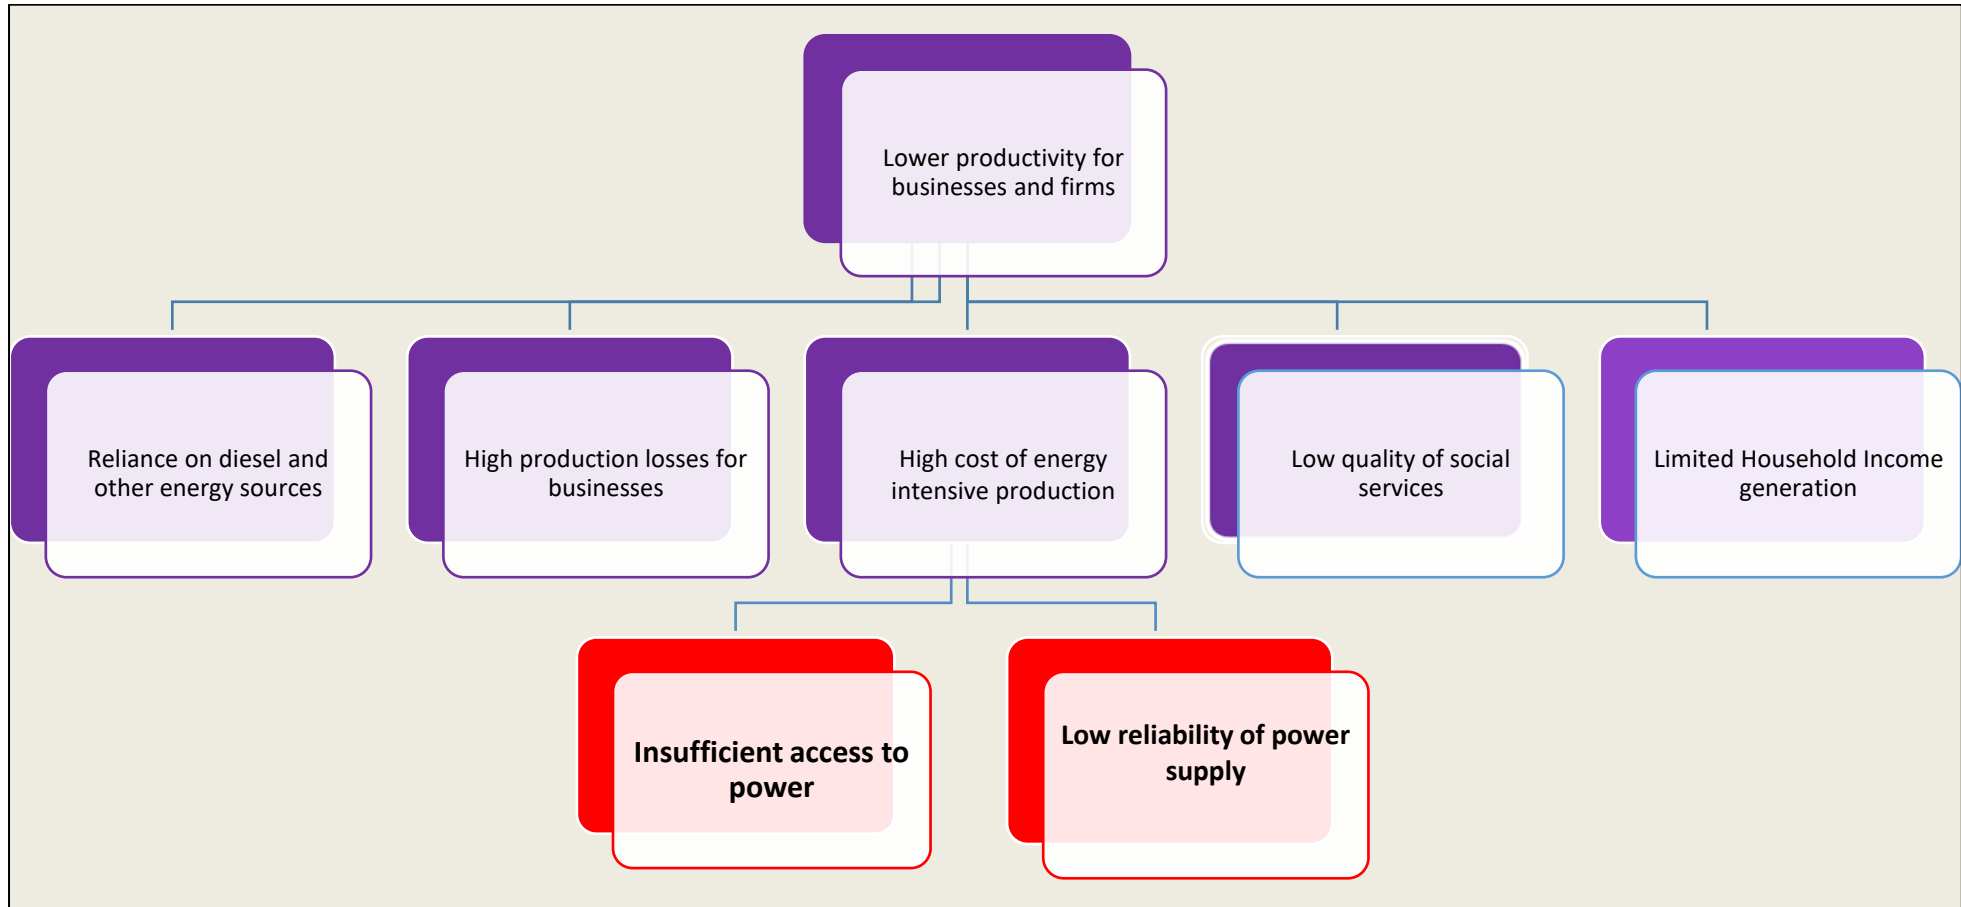 Lower productivity for
businesses and firms
Reliance on diesel and
other energy sources
High production losses for
businesses
High cost of energy
intensive production
Low quality of social
services
Limited Household Income
generation
Insufficient access to
power
Low reliability of power
supply